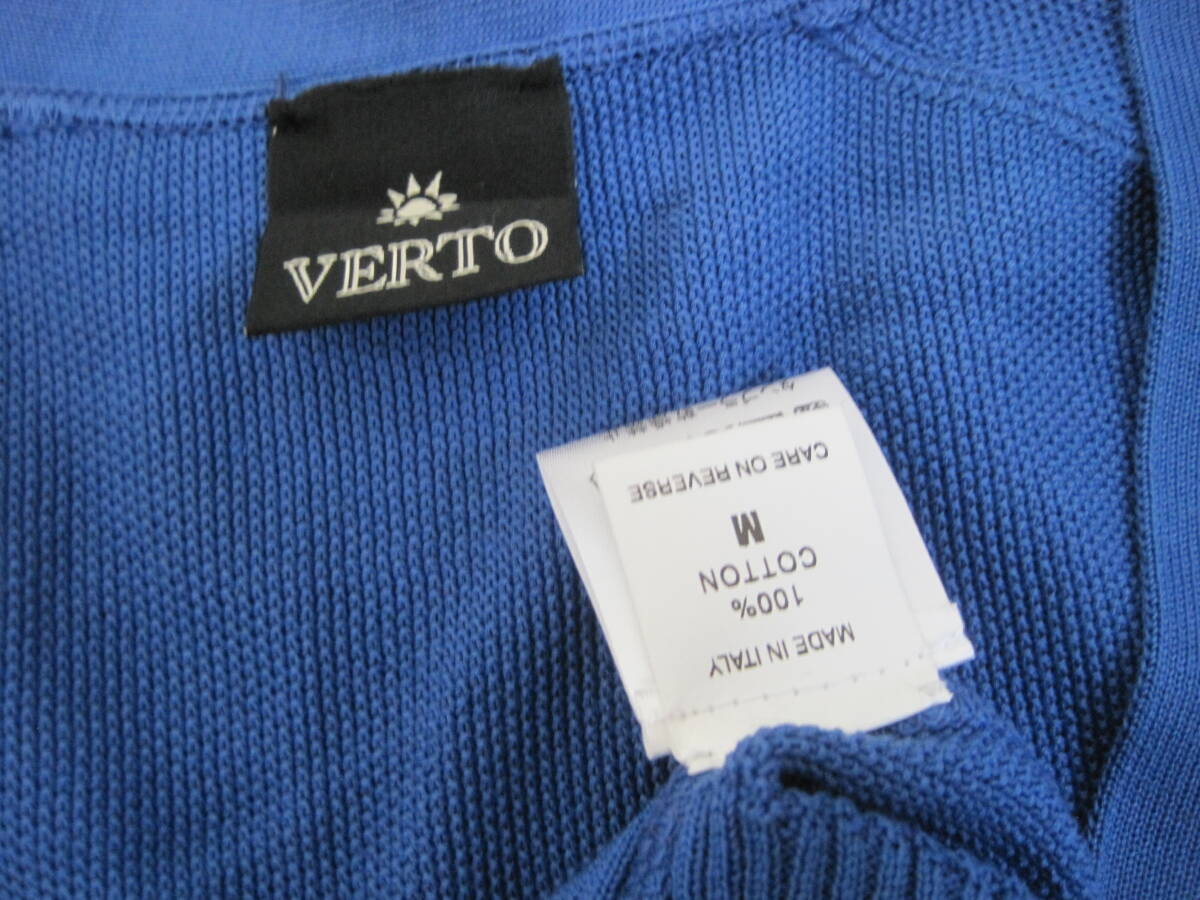 VERTO
MADE IN ITALY
100%
COTTON
M
CARE ON REVERSE